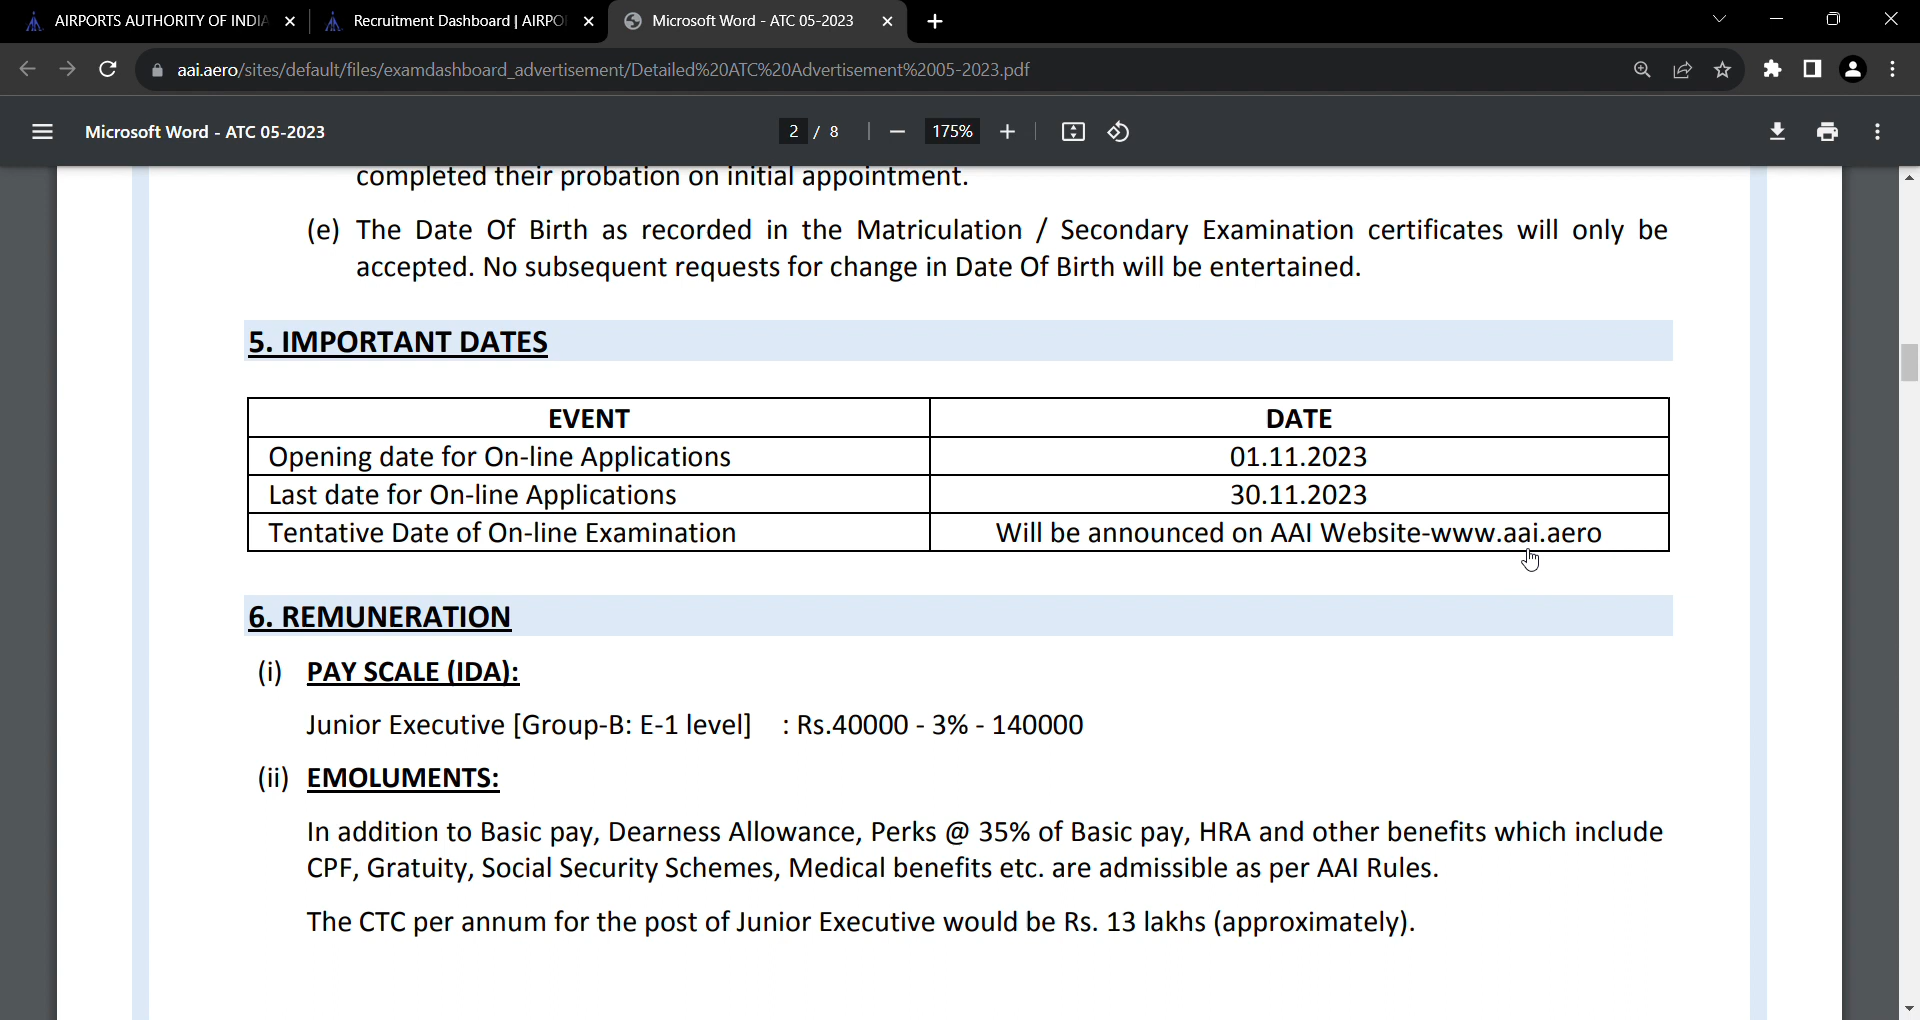 AIRPORTS AUTHORITY OF INDIA
Recruitment Dashboard | AIRPO
Microsoft Word - ATC 05-2023
aai.aero/sites/default/files/examdashboard_advertisement/Detailed%20ATC%20Advertisement%2005-2023.pdf
Microsoft Word - ATC 05-2023
2 / 8
175%
completed their probation on initial appointment.
(e) The Date Of Birth as recorded in the Matriculation / Secondary Examination certificates will only be
accepted. No subsequent requests for change in Date Of Birth will be entertained.
5. IMPORTANT DATES
EVENT DATE
Opening date for On-line Applications 01.11.2023
Last date for On-line Applications 30.11.2023
Tentative Date of On-line Examination Will be announced on AAI Website-www.aai.aero
6. REMUNERATION
(i) PAY SCALE (IDA):
Junior Executive [Group-B: E-1 level] : Rs.40000 - 3% - 140000
(ii) EMOLUMENTS:
In addition to Basic pay, Dearness Allowance, Perks @ 35% of Basic pay, HRA and other benefits which include
CPF, Gratuity, Social Security Schemes, Medical benefits etc. are admissible as per AAI Rules.
The CTC per annum for the post of Junior Executive would be Rs. 13 lakhs (approximately).